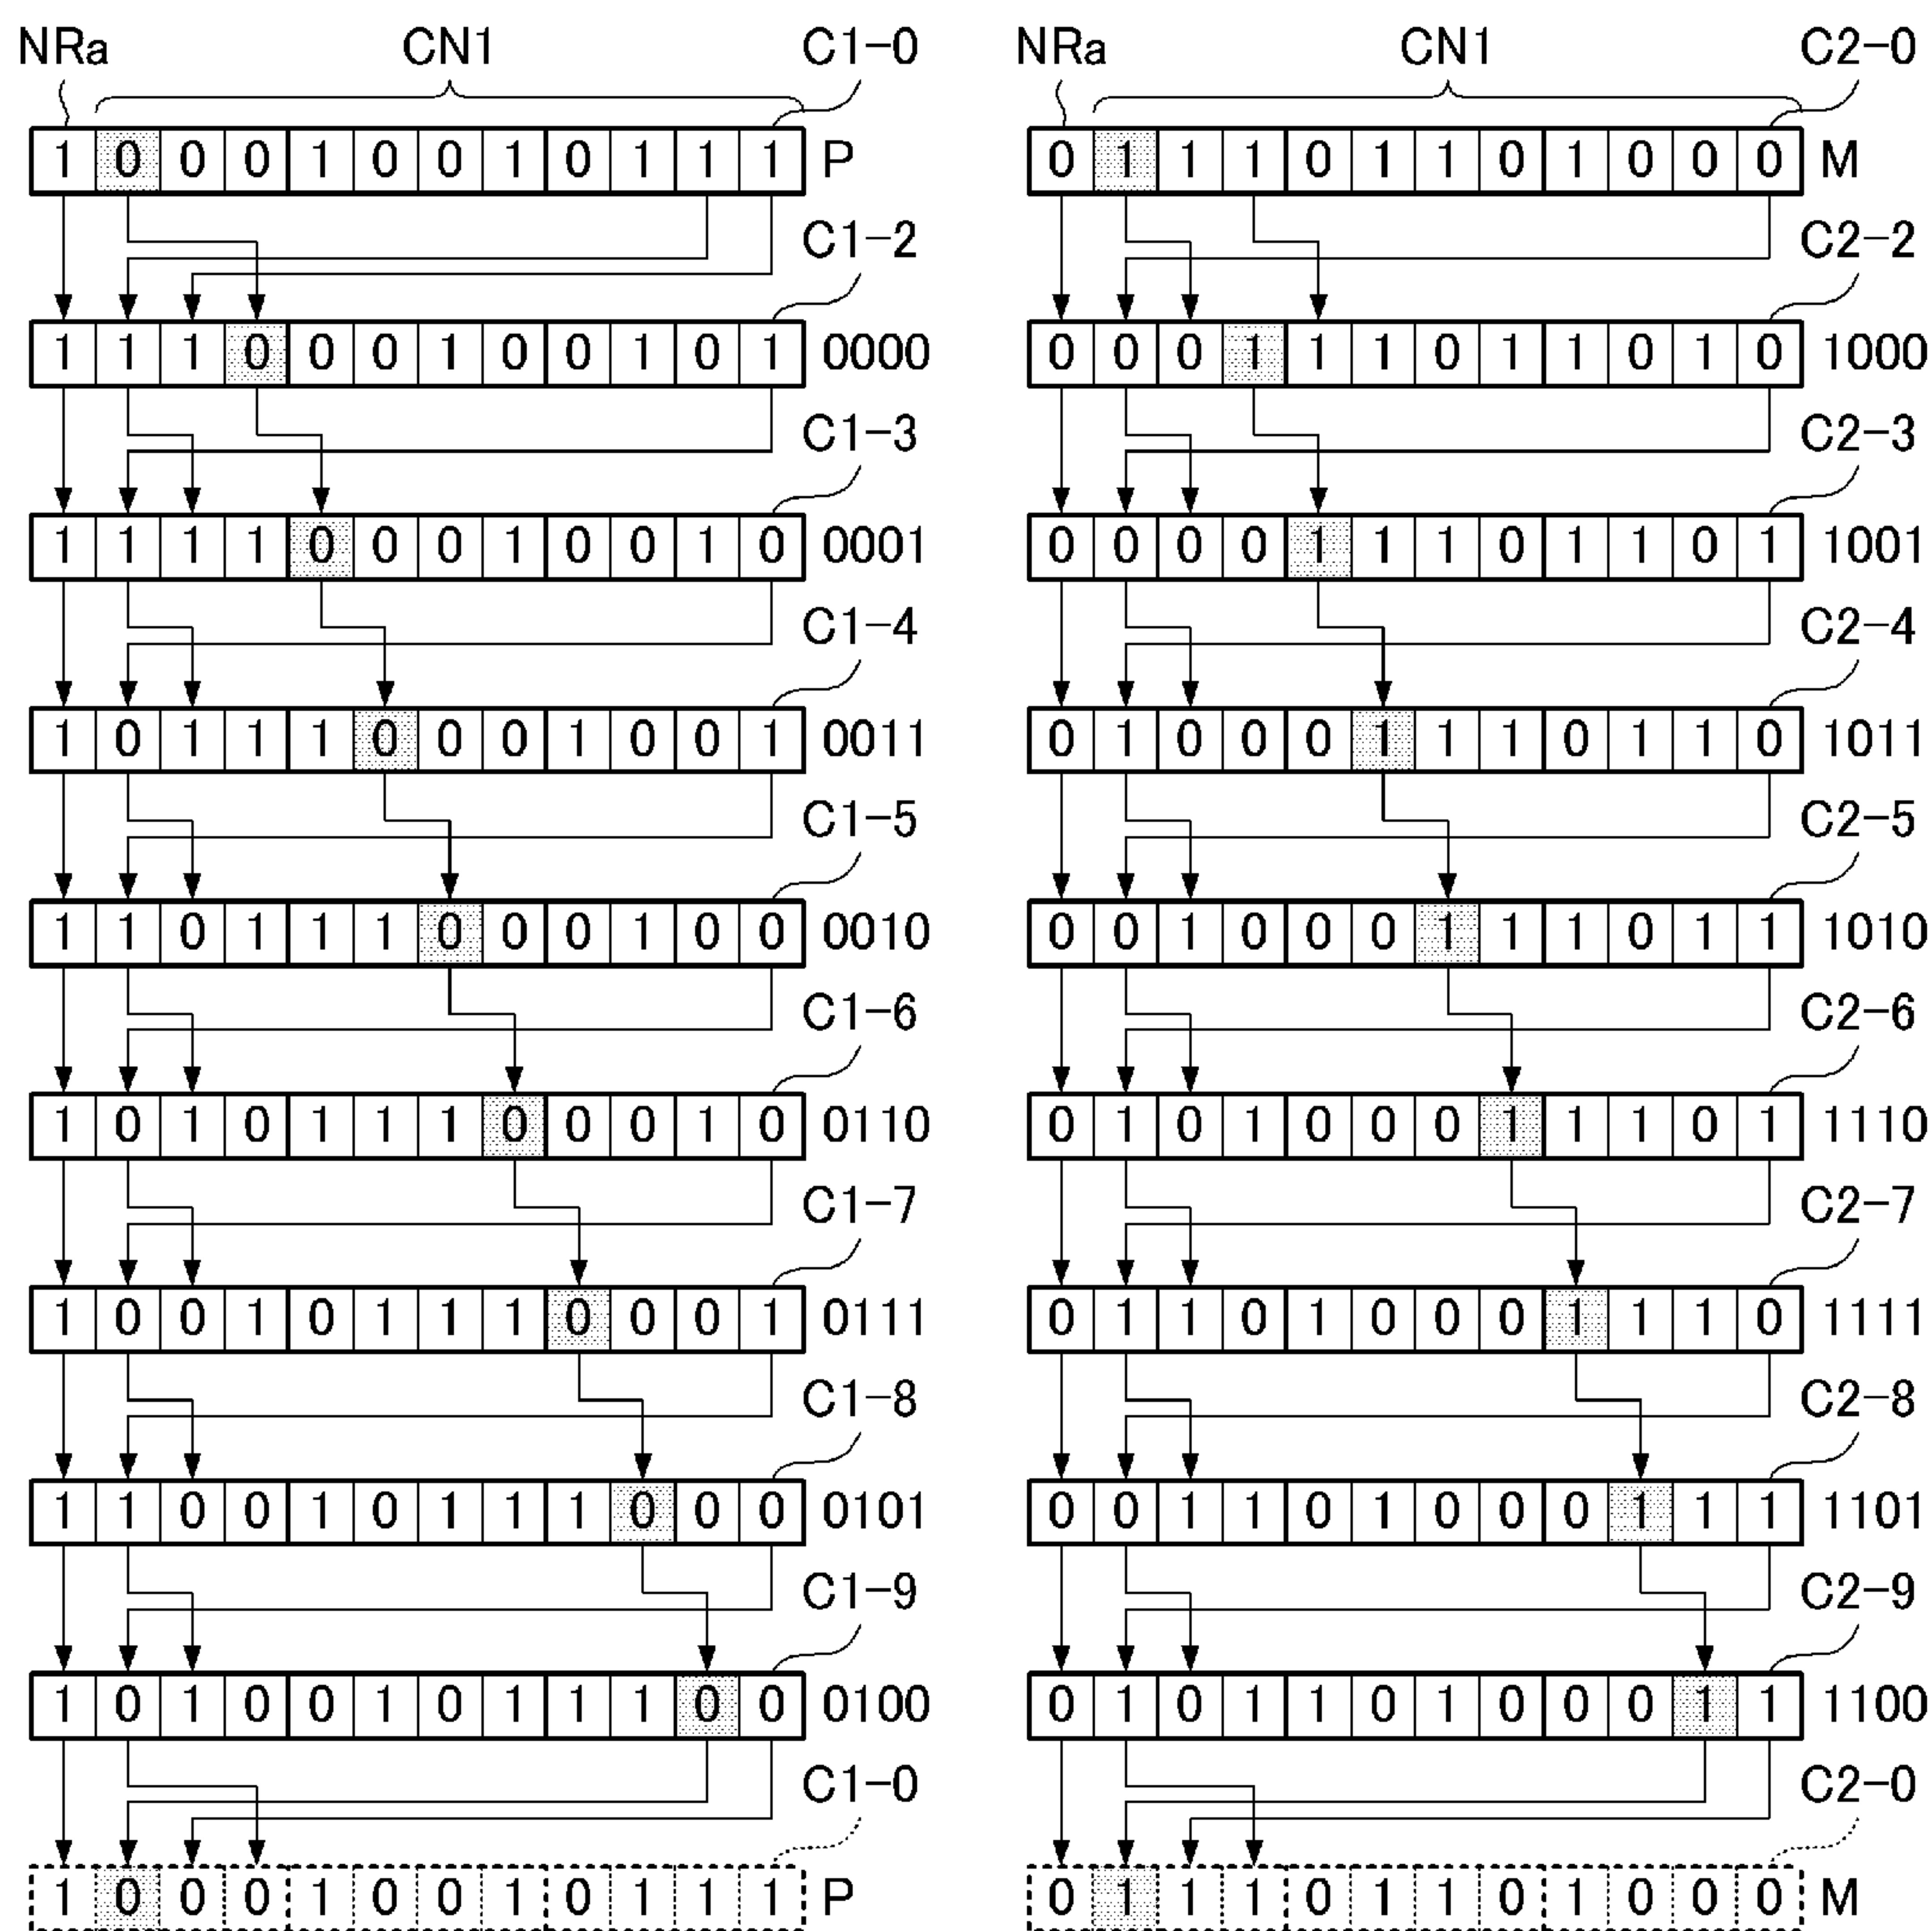 NRa CN1 C1-0
1 0 0 0 1 0 0 1 0 1 1 1 P
C1-2
1 1 1 0 0 0 1 0 0 1 0 1 0000
C1-3
1 1 1 1 0 0 0 1 0 0 1 0 0001
C1-4
1 0 1 1 1 0 0 0 1 0 0 1 0011
C1-5
1 1 0 1 1 1 0 0 0 1 0 0 0010
C1-6
1 0 1 0 1 1 1 0 0 0 1 0 0110
C1-7
1 0 0 1 0 1 1 1 0 0 0 1 0111
C1-8
1 1 0 0 1 0 1 1 1 0 0 0 0101
C1-9
1 0 1 0 0 1 0 1 1 1 0 0 0100
C1-0
1 0 0 0 1 0 0 1 0 1 1 1 P
NRa CN1 C2-0
0 1 1 1 0 1 1 0 1 0 0 0 M
C2-2
0 0 0 1 1 1 0 1 1 0 1 0 1000
C2-3
0 0 0 0 1 1 1 0 1 1 0 1 1001
C2-4
0 1 0 0 0 1 1 1 0 1 1 0 1011
C2-5
0 0 1 0 0 0 1 1 1 0 1 1 1010
C2-6
0 1 0 1 0 0 0 1 1 1 0 1 1110
C2-7
0 1 1 0 1 0 0 0 1 1 1 0 1111
C2-8
0 0 1 1 0 1 0 0 0 1 1 1 1101
C2-9
0 1 0 1 1 0 1 0 0 0 1 1 1100
C2-0
0 1 1 1 0 1 1 0 1 0 0 0 M